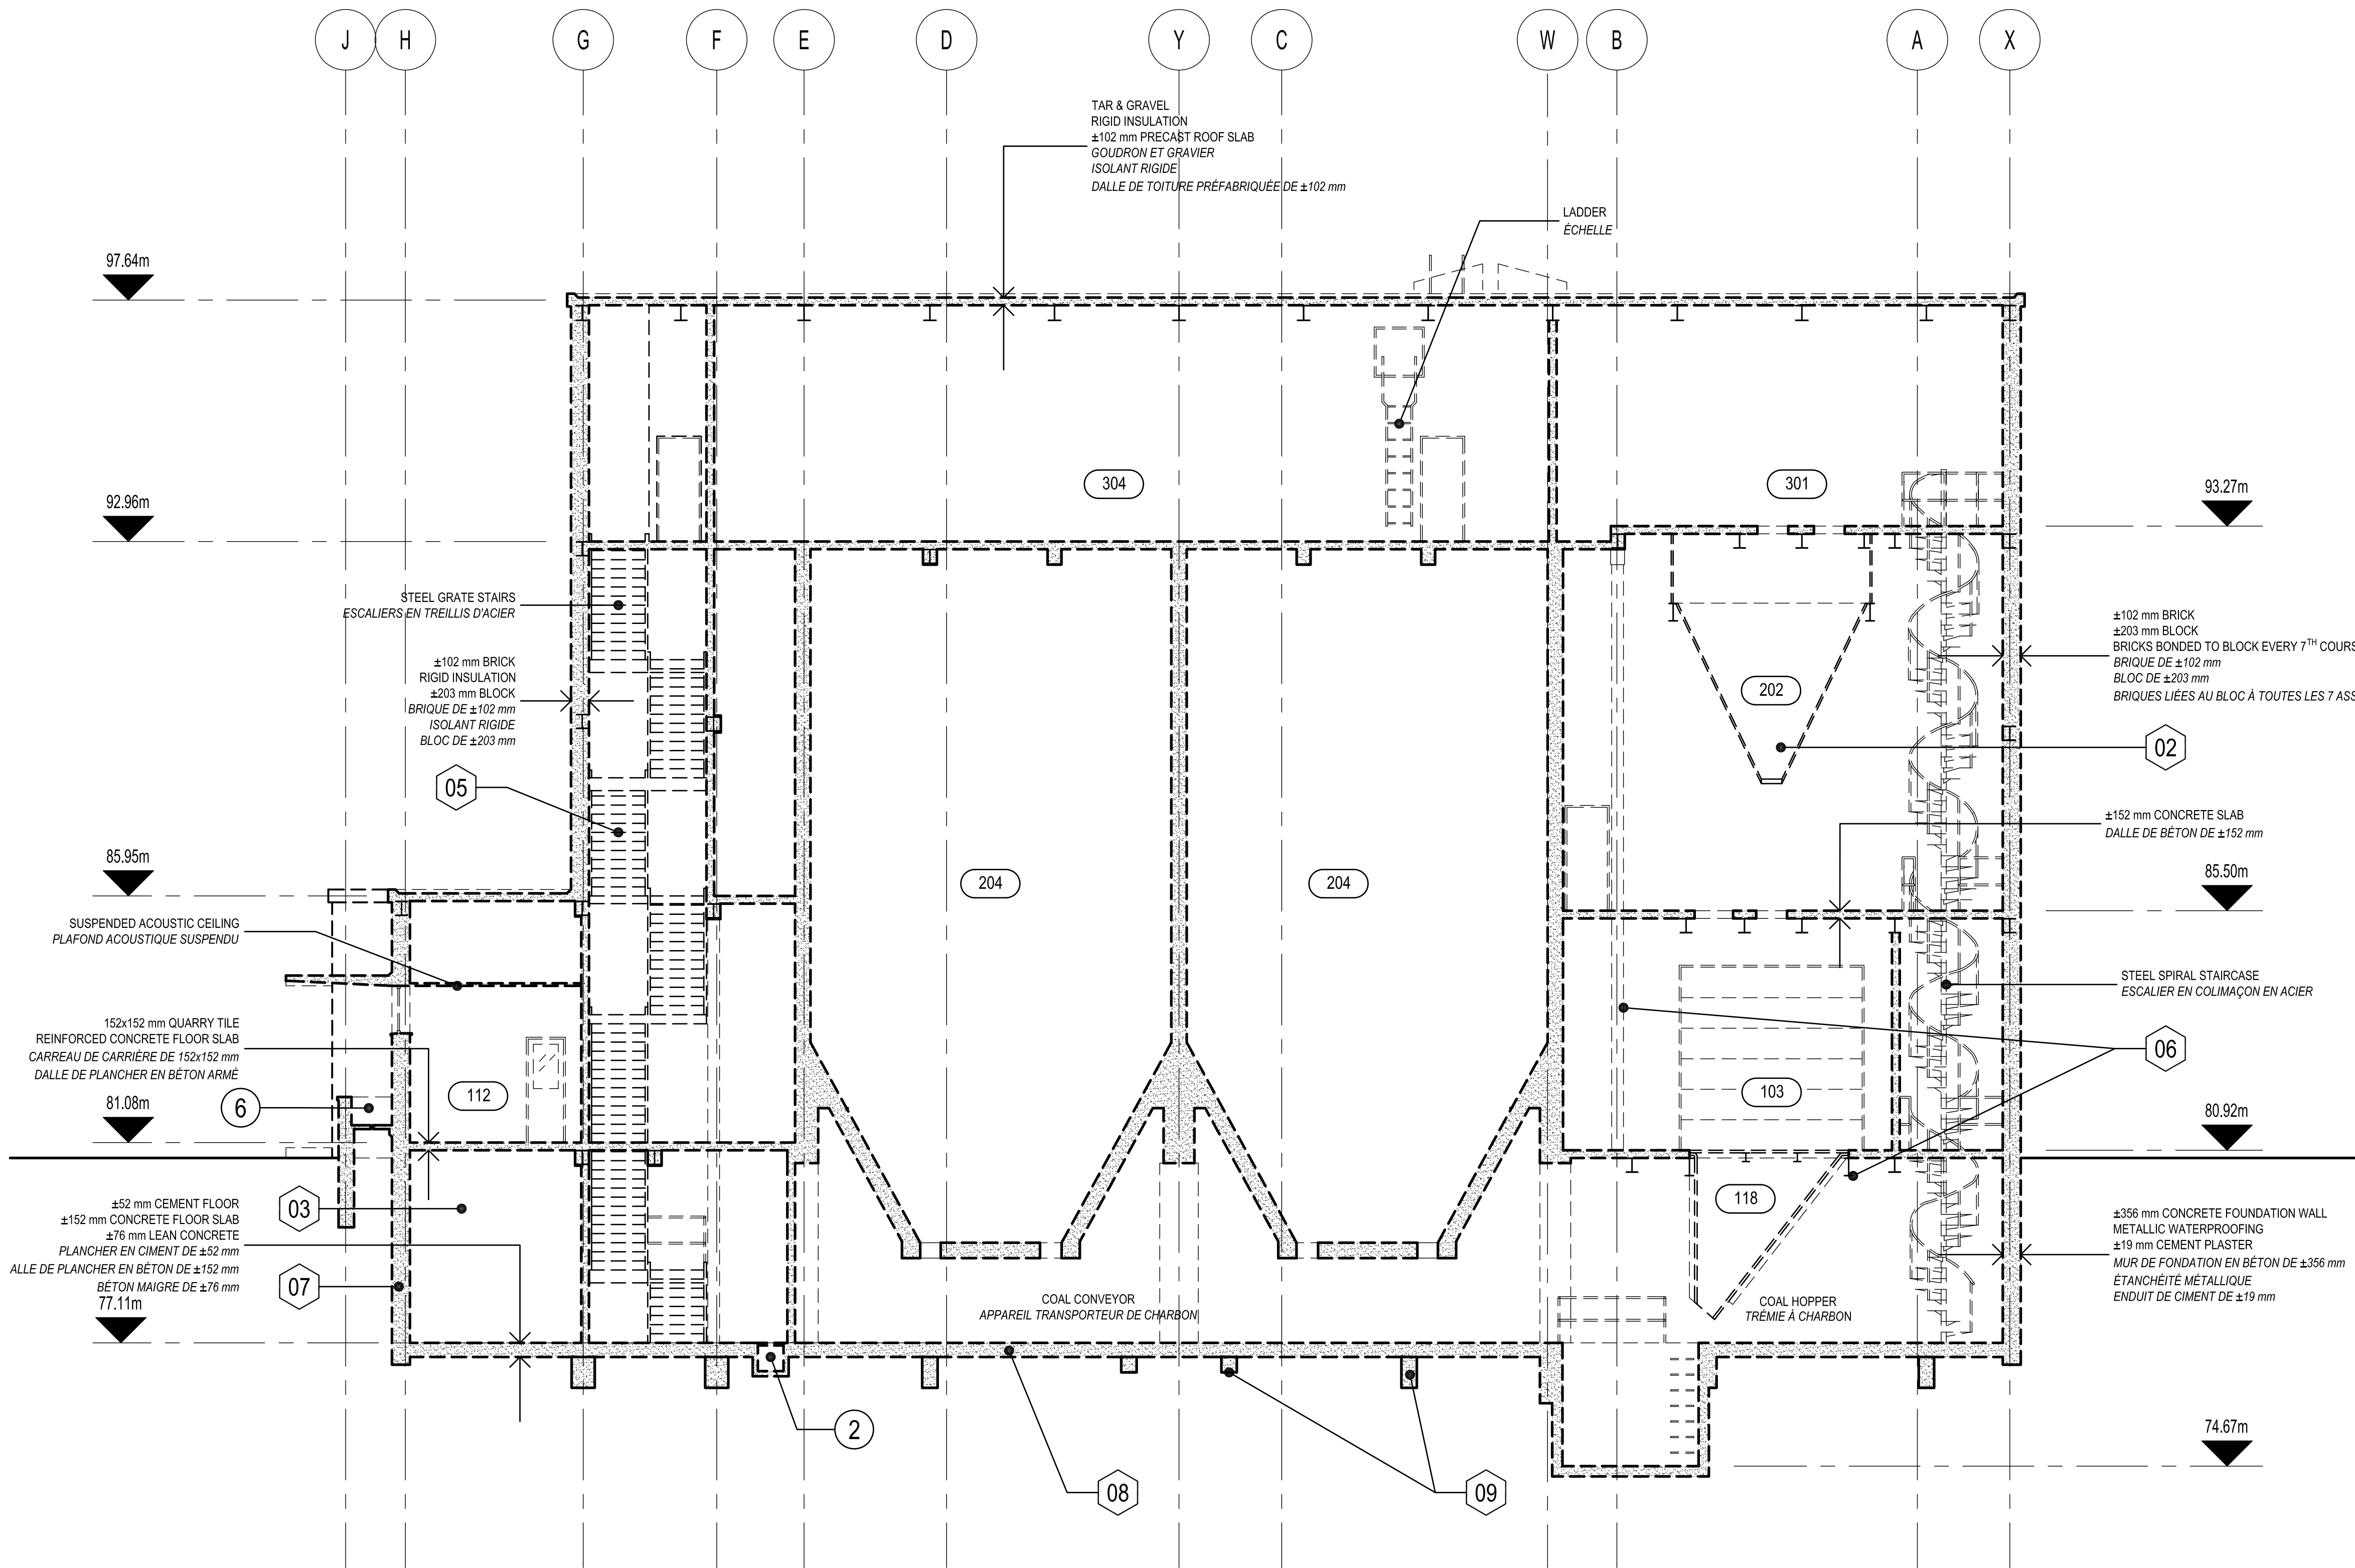 J H G F E D Y C W B A X
TAR & GRAVEL
RIGID INSULATION
±102 mm PRECAST ROOF SLAB
GOUDRON ET GRAVIER
ISOLANT RIGIDE
DALLE DE TOITURE PRÉFABRIQUÉE DE ±102 mm
LADDER
ÉCHELLE
97.64m
304
301
92.96m
93.27m
STEEL GRATE STAIRS
ESCALIERS EN TREILLIS D'ACIER
±102 mm BRICK
RIGID INSULATION
±203 mm BLOCK
BRIQUE DE ±102 mm
ISOLANT RIGIDE
BLOC DE ±203 mm
05
±102 mm BRICK
±203 mm BLOCK
BRICKS BONDED TO BLOCK EVERY 7TH COURS
BRIQUE DE ±102 mm
BLOC DE ±203 mm
BRIQUES LIÉES AU BLOC À TOUTES LES 7 ASS
202
02
±152 mm CONCRETE SLAB
DALLE DE BÉTON DE ±152 mm
85.95m
204
204
85.50m
SUSPENDED ACOUSTIC CEILING
PLAFOND ACOUSTIQUE SUSPENDU
STEEL SPIRAL STAIRCASE
ESCALIER EN COLIMAÇON EN ACIER
152x152 mm QUARRY TILE
REINFORCED CONCRETE FLOOR SLAB
CARREAU DE CARRIÈRE DE 152x152 mm
DALLE DE PLANCHER EN BÉTON ARMÉ
06
112
103
81.08m
6
80.92m
±52 mm CEMENT FLOOR
±152 mm CONCRETE FLOOR SLAB
±76 mm LEAN CONCRETE
PLANCHER EN CIMENT DE ±52 mm
ALLE DE PLANCHER EN BÉTON DE ±152 mm
BÉTON MAIGRE DE ±76 mm
03
07
118
±356 mm CONCRETE FOUNDATION WALL
METALLIC WATERPROOFING
±19 mm CEMENT PLASTER
MUR DE FONDATION EN BÉTON DE ±356 mm
ÉTANCHÉITÉ MÉTALLIQUE
ENDUIT DE CIMENT DE ±19 mm
77.11m
COAL CONVEYOR
APPAREIL TRANSPORTEUR DE CHARBON
COAL HOPPER
TRÉMIE À CHARBON
2
74.67m
08
09